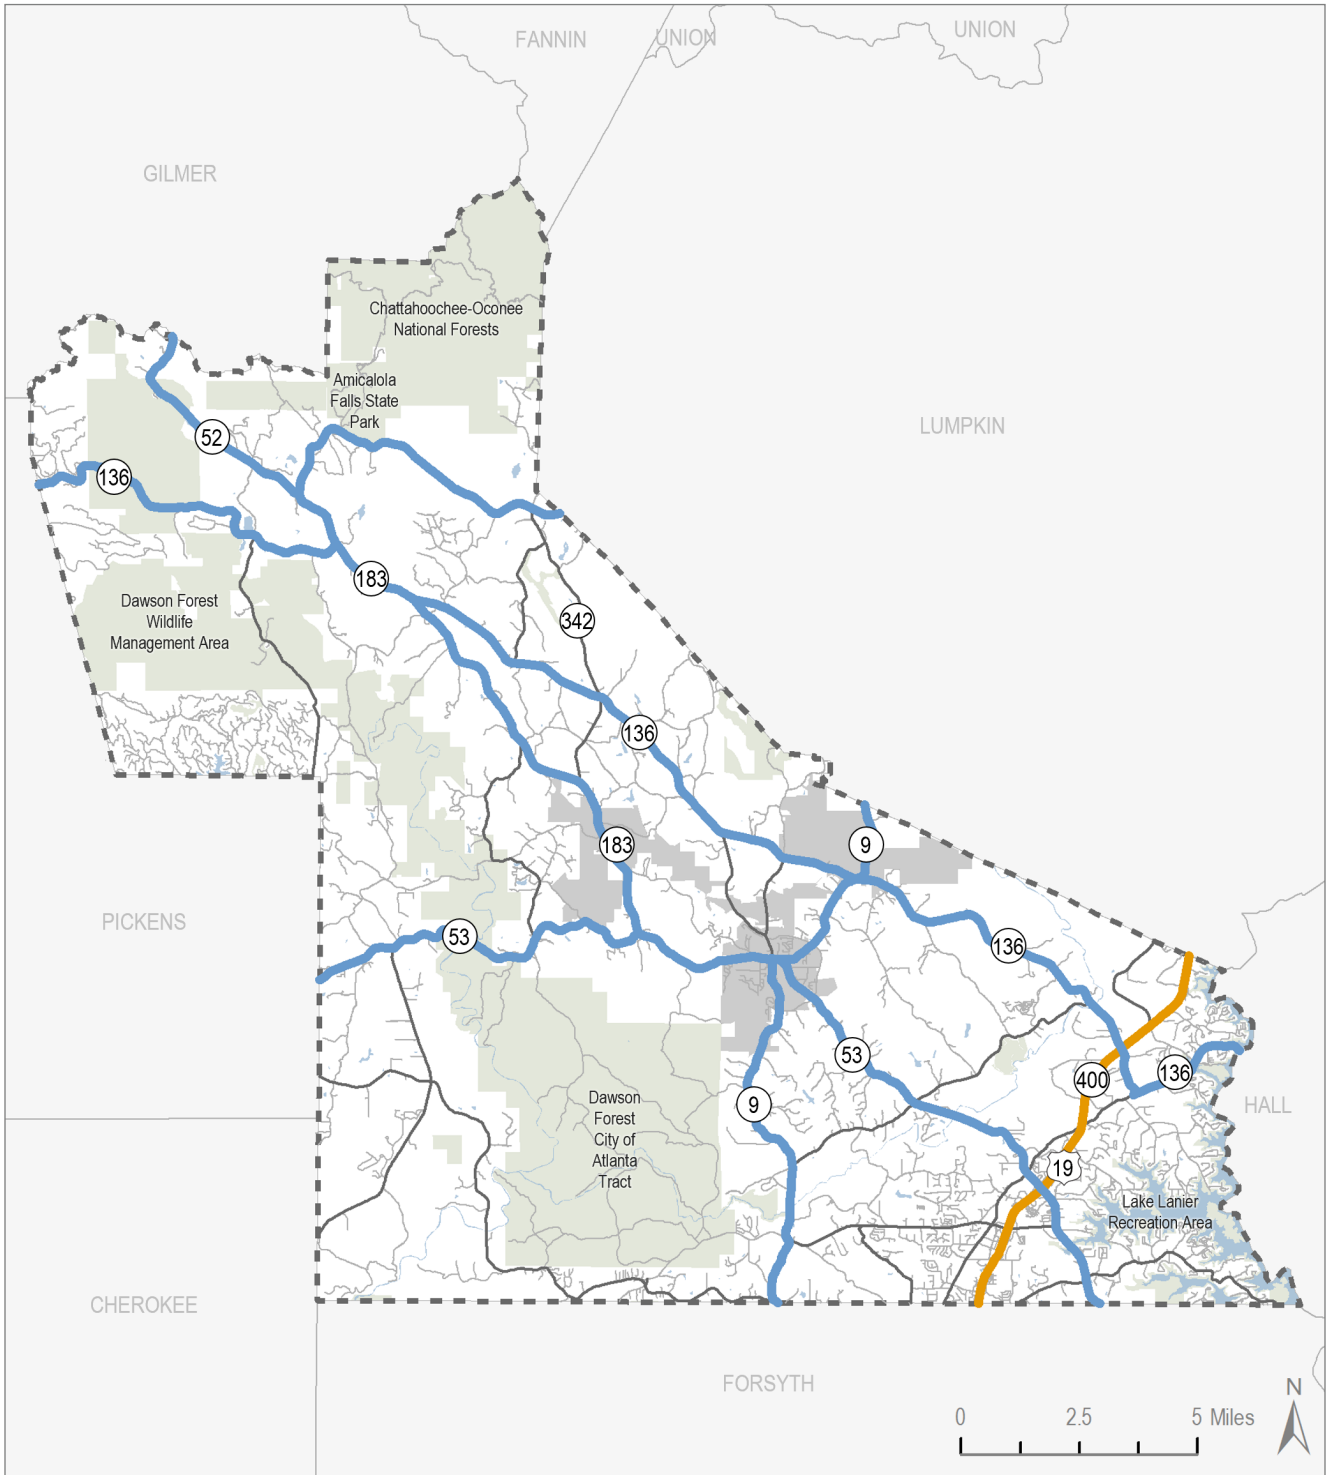 FANNIN
UNION
UNION
GILMER
Chattahoochee-Oconee
National Forests
Amicalola
Falls State
Park
LUMPKIN
52
136
183
Dawson Forest
Wildlife
Management Area
342
136
183
9
PICKENS
53
136
53
400
136
9
Dawson
Forest
City of
Atlanta
Tract
HALL
19
Lake Lanier
Recreation Area
CHEROKEE
FORSYTH
N
0 2.5 5 Miles